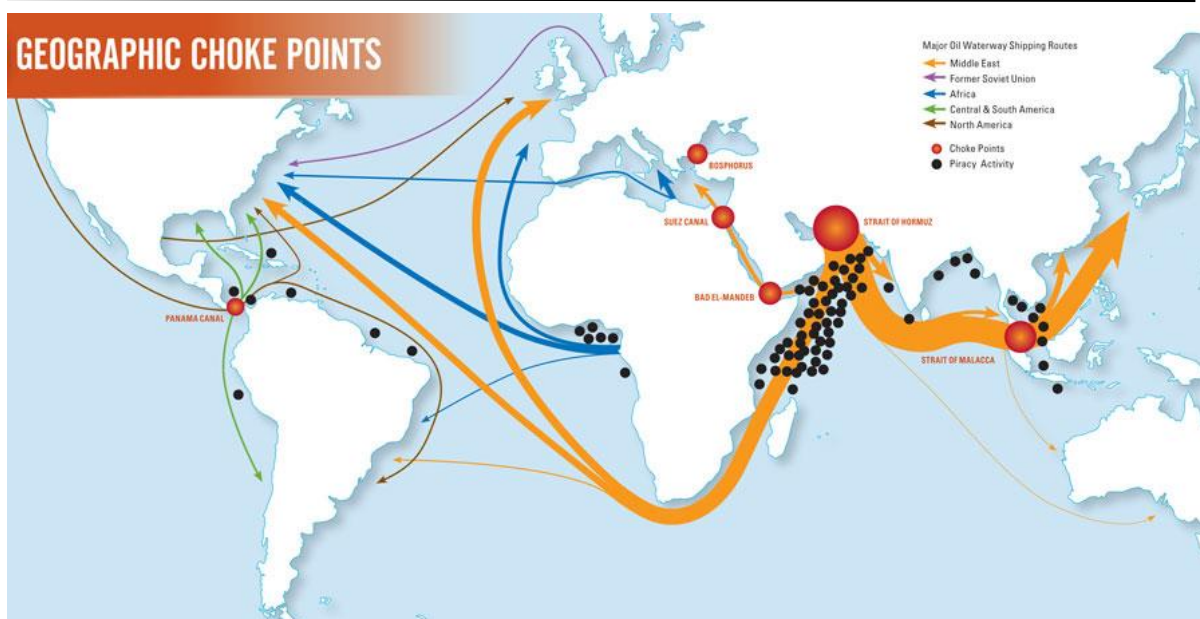 GEOGRAPHIC CHOKE POINTS
Major Oil Waterway Shipping Routes
Middle East
Former Soviet Union
Africa
Central & South America
North America
Choke Points
Piracy Activity
BOSPHORUS
SUEZ CANAL
STRAIT OF HORMUZ
BAD EL-MANDEB
PANAMA CANAL
STRAIT OF MALACCA